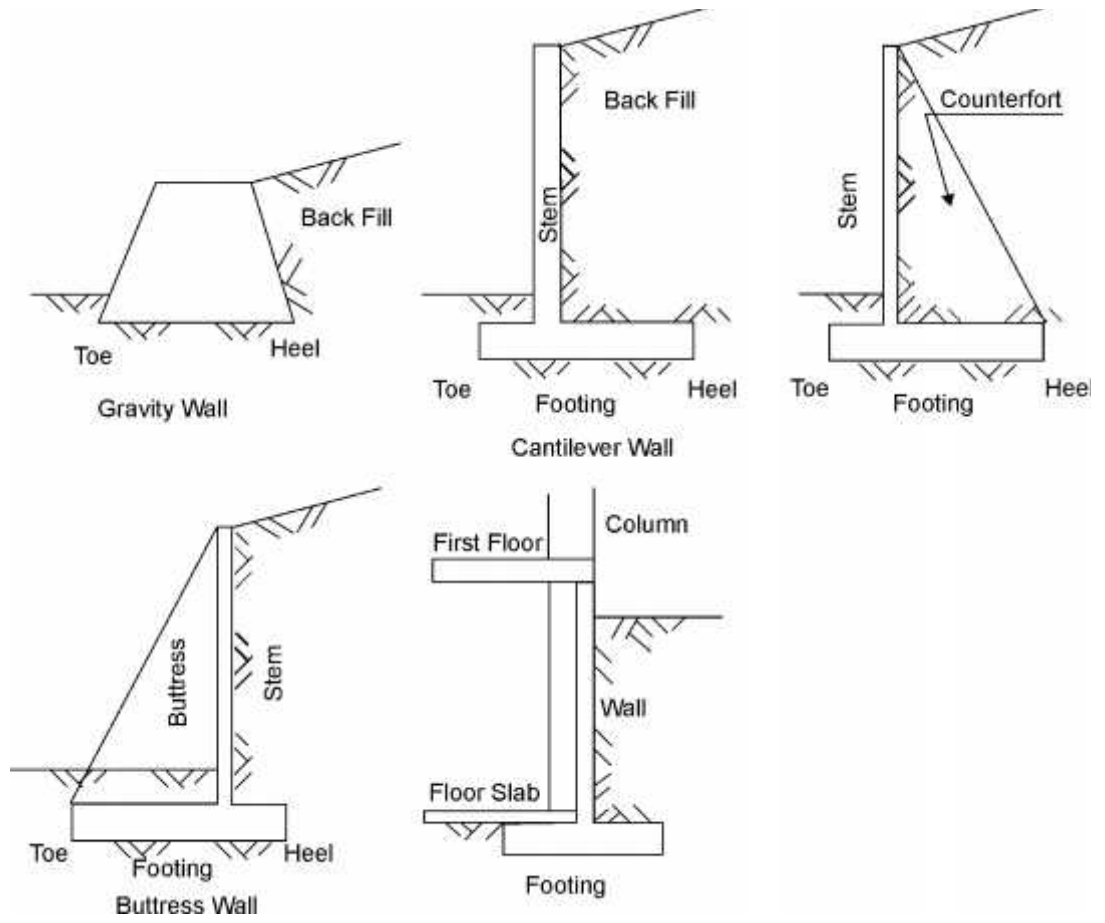 Back Fill
Toe
Heel
Gravity Wall
Back Fill
Stem
Toe
Footing
Heel
Cantilever Wall
Counterfort
Stem
Toe
Footing
Heel
Buttress
Stem
Toe
Footing
Heel
Buttress Wall
First Floor
Column
Wall
Floor Slab
Footing